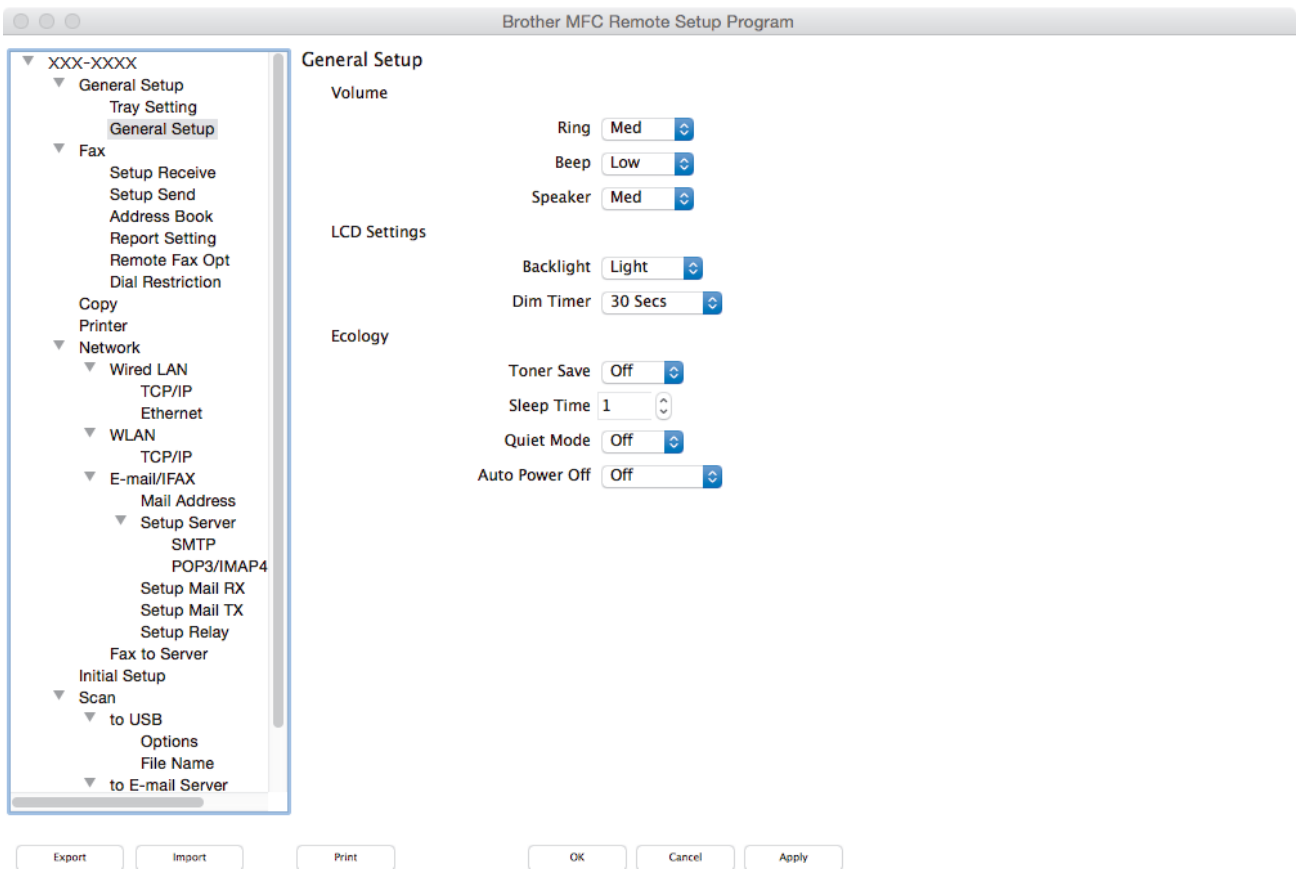 Brother MFC Remote Setup Program
XXX-XXXX
General Setup
Tray Setting
General Setup
Fax
Setup Receive
Setup Send
Address Book
Report Setting
Remote Fax Opt
Dial Restriction
Copy
Printer
Network
Wired LAN
TCP/IP
Ethernet
WLAN
TCP/IP
E-mail/IFAX
Mail Address
Setup Server
SMTP
POP3/IMAP4
Setup Mail RX
Setup Mail TX
Setup Relay
Fax to Server
Initial Setup
Scan
to USB
Options
File Name
to E-mail Server
General Setup
Volume
Ring Med
Beep Low
Speaker Med
LCD Settings
Backlight Light
Dim Timer 30 Secs
Ecology
Toner Save Off
Sleep Time 1
Quiet Mode Off
Auto Power Off Off
Export Import Print OK Cancel Apply